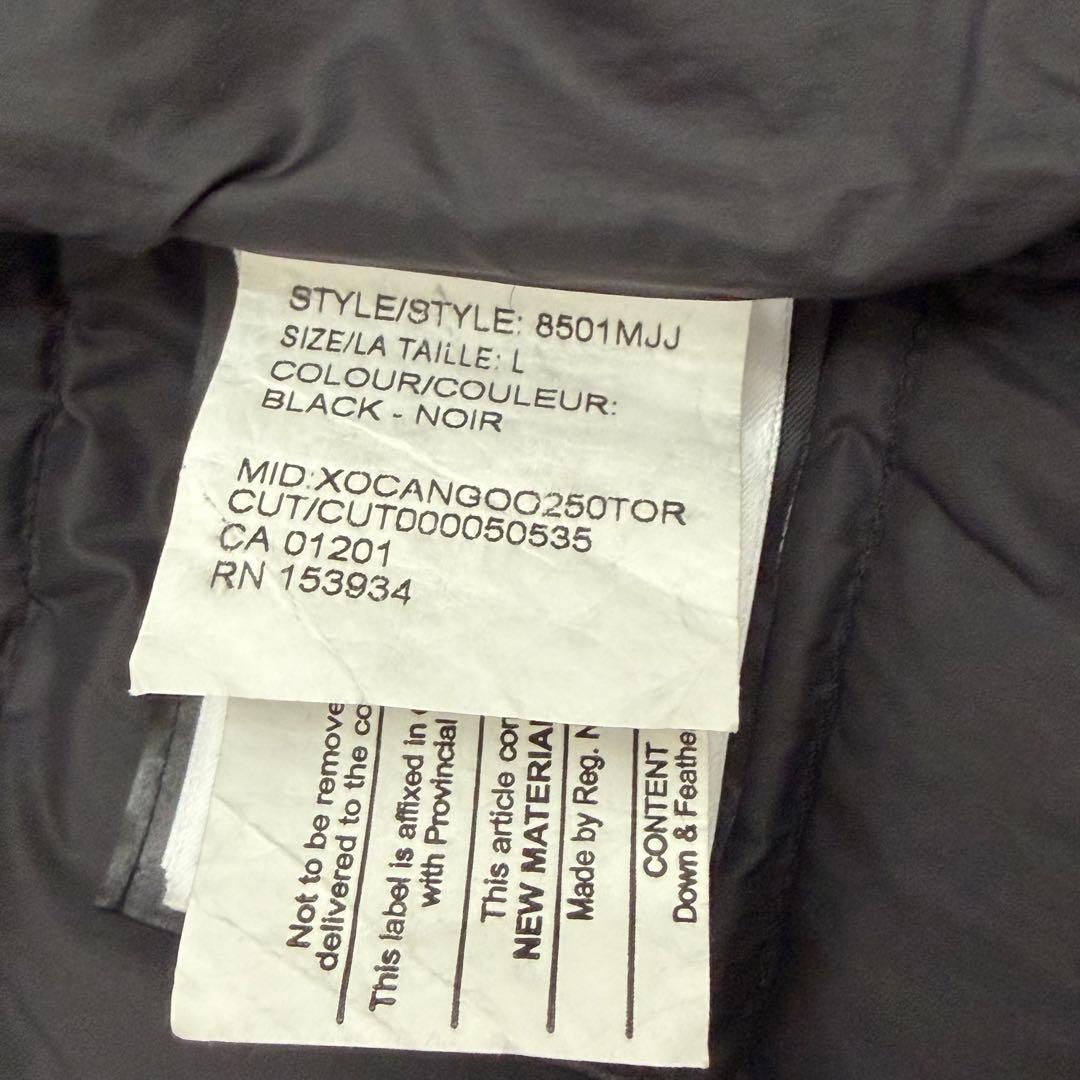 STYLE/STYLE: 8501MJJ
SIZE/LA TAILLE: L
COLOUR/COULEUR:
BLACK - NOIR
MID:XOCANGOO250TOR
CUT/CUT000050535
CA 01201
RN 153934
Not to be remove
delivered to the co
This label is affixed in
with Provincial
This article con
NEW MATERIAL
Made by Reg. N
CONTENT
Down & Feathe